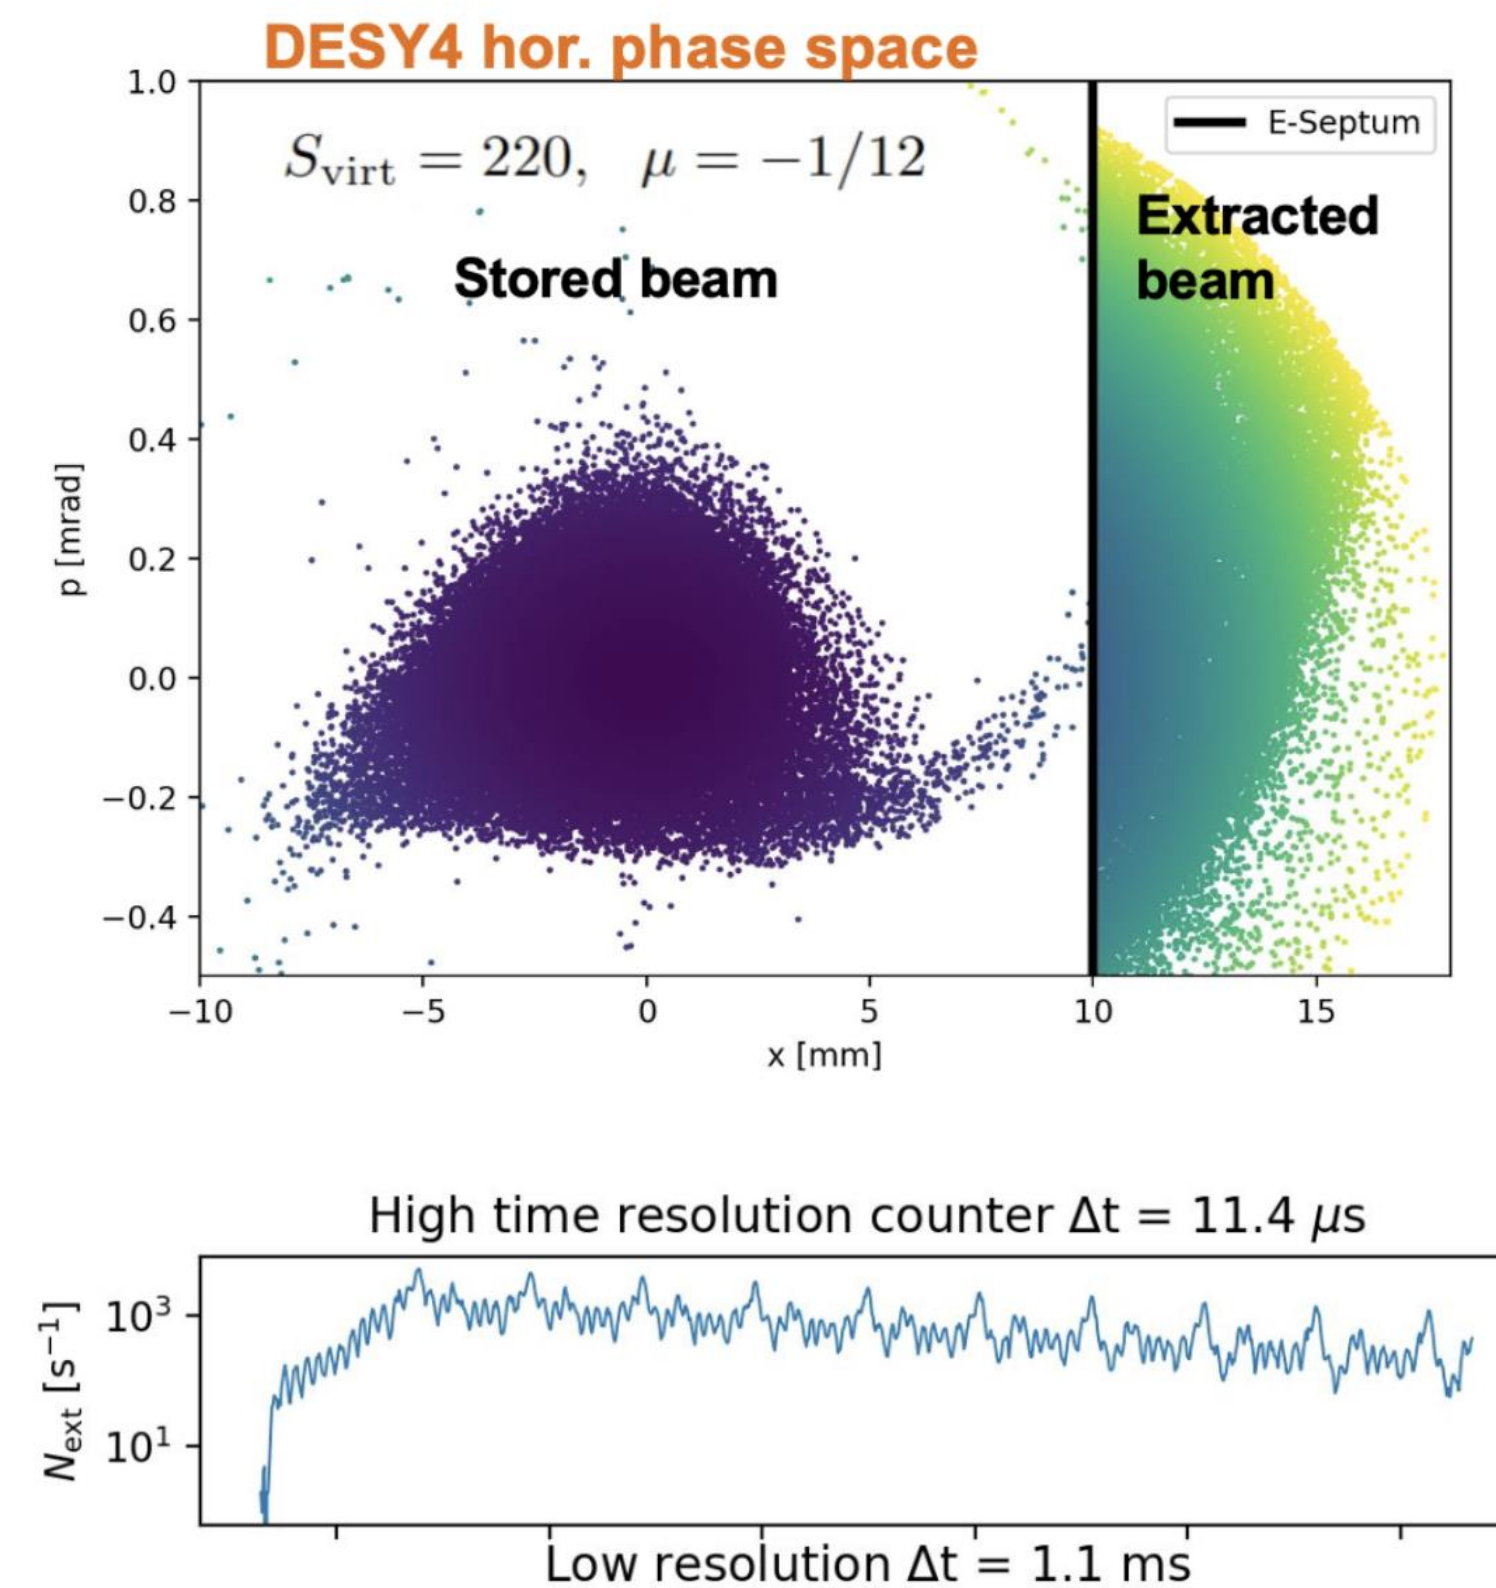 DESY4 hor. phase space
1.0
0.8
0.6
0.4
0.2
0.0
−0.2
−0.4
p [mrad]
S_virt = 220, μ = −1/12
E-Septum
Stored beam
Extracted
beam
−10 −5 0 5 10 15
x [mm]
High time resolution counter Δt = 11.4 μs
10³
10¹
N_ext [s⁻¹]
Low resolution Δt = 1.1 ms